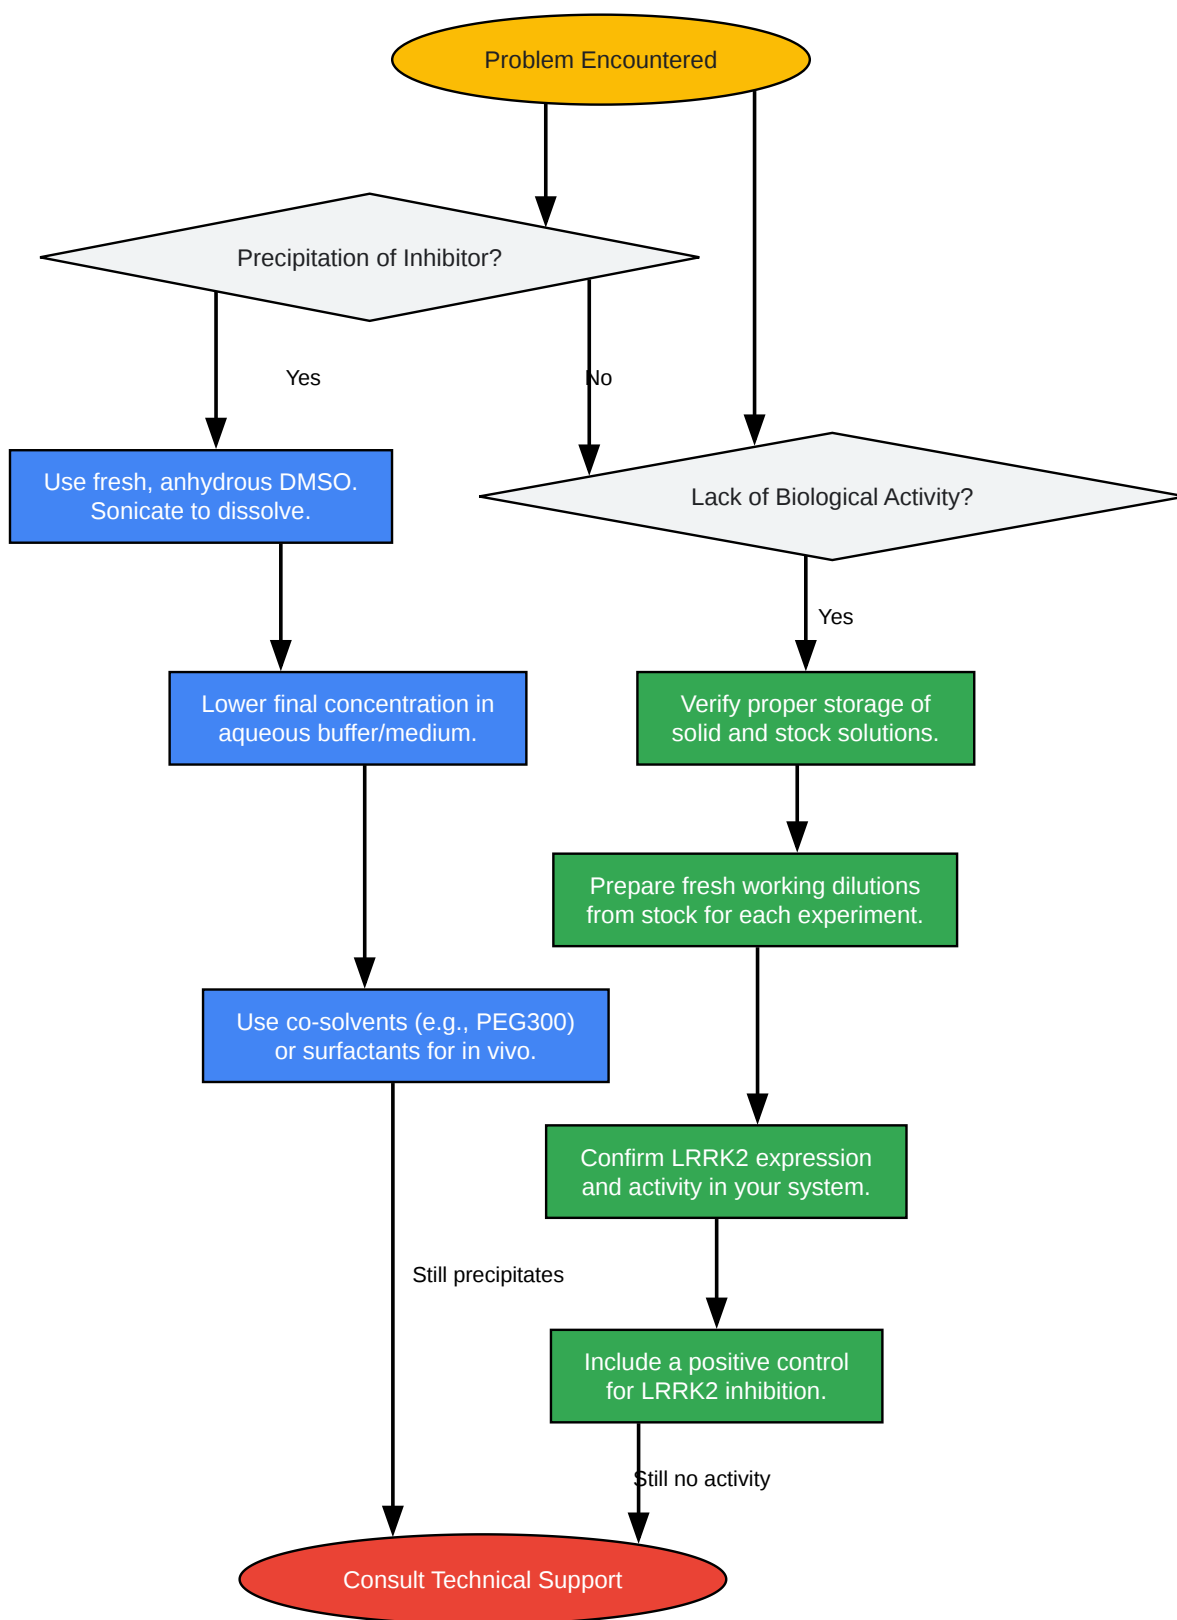 Problem Encountered
Precipitation of Inhibitor?
Yes
No
Use fresh, anhydrous DMSO.
Sonicate to dissolve.
Lack of Biological Activity?
Yes
Lower final concentration in
aqueous buffer/medium.
Verify proper storage of
solid and stock solutions.
Prepare fresh working dilutions
from stock for each experiment.
Use co-solvents (e.g., PEG300)
or surfactants for in vivo.
Confirm LRRK2 expression
and activity in your system.
Still precipitates
Include a positive control
for LRRK2 inhibition.
Still no activity
Consult Technical Support